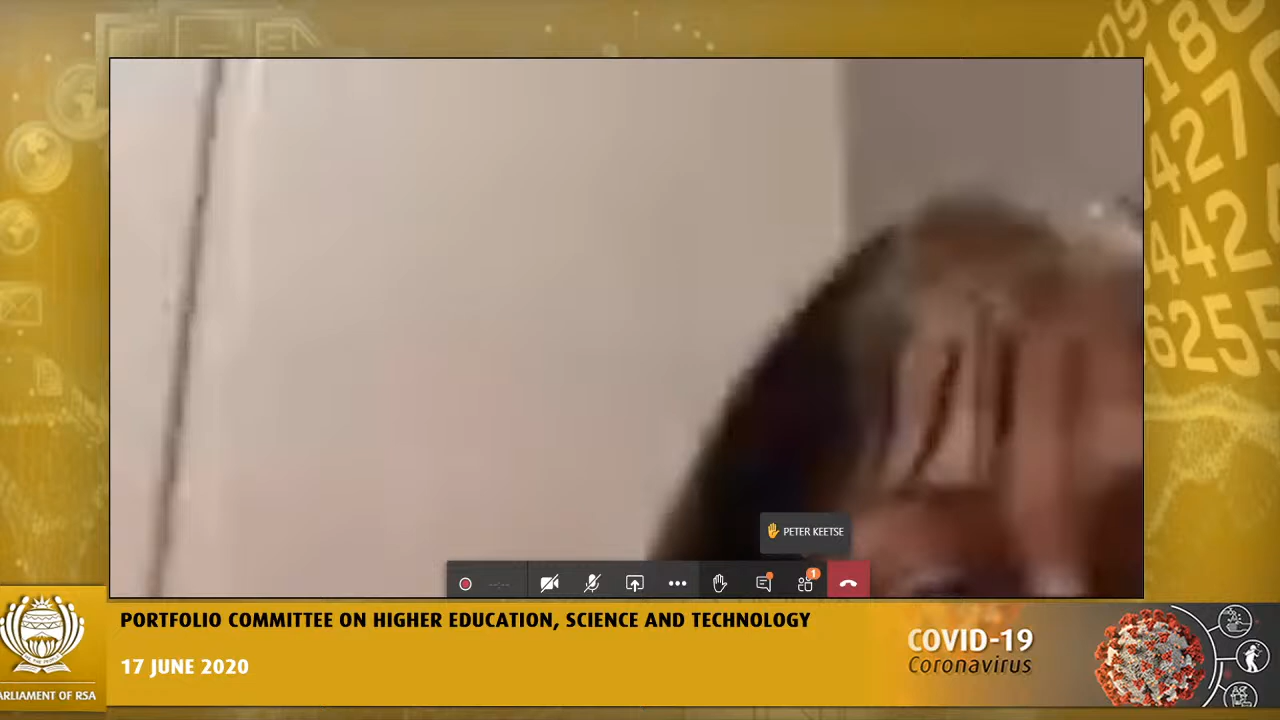 PETER KEETSE
1
PORTFOLIO COMMITTEE ON HIGHER EDUCATION, SCIENCE AND TECHNOLOGY
17 JUNE 2020
COVID-19
Coronavirus
ARLIAMENT OF RSA